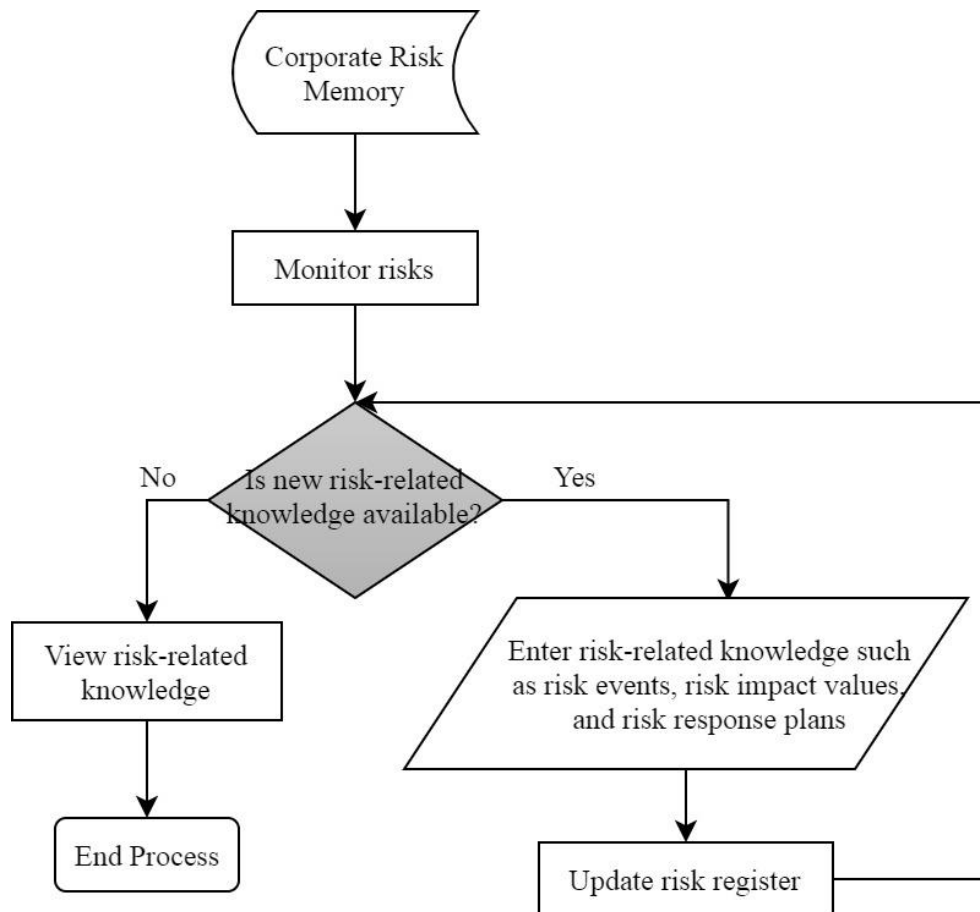 Corporate Risk
Memory
Monitor risks
Is new risk-related
knowledge available?
No
Yes
View risk-related
knowledge
Enter risk-related knowledge such
as risk events, risk impact values,
and risk response plans
End Process
Update risk register